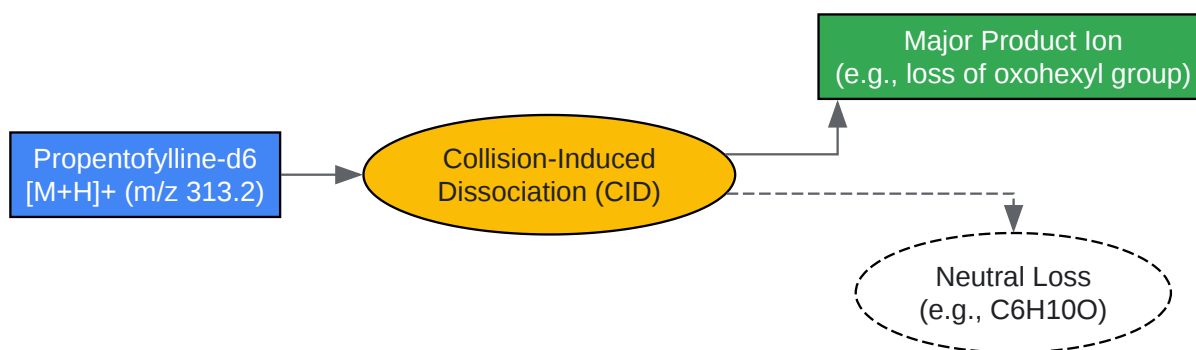 Propentofylline-d6
[M+H]+ (m/z 313.2)
Collision-Induced
Dissociation (CID)
Major Product Ion
(e.g., loss of oxohexyl group)
Neutral Loss
(e.g., C6H10O)